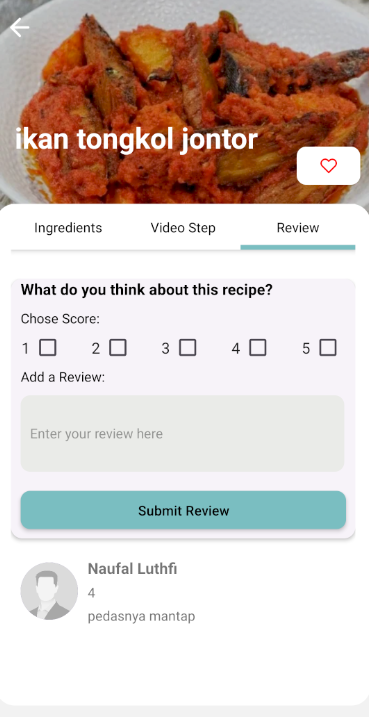 ikan tongkol jontor
Ingredients Video Step Review
What do you think about this recipe?
Chose Score:
1 2 3 4 5
Add a Review:
Enter your review here
Submit Review
Naufal Luthfi
4
pedasnya mantap